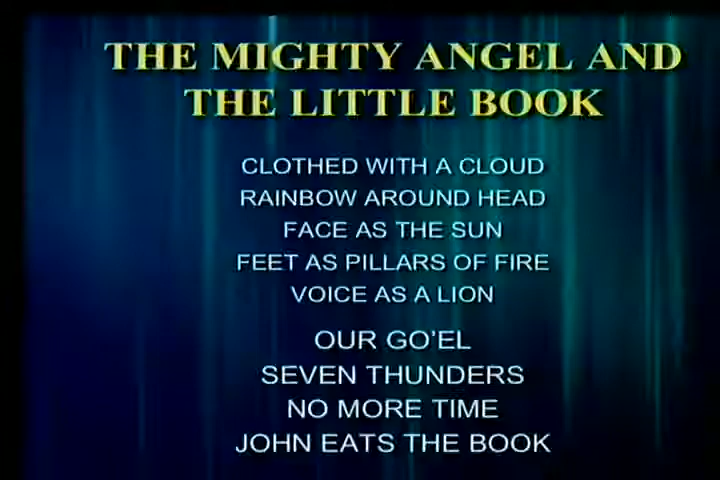 THE MIGHTY ANGEL AND
THE LITTLE BOOK
CLOTHED WITH A CLOUD
RAINBOW AROUND HEAD
FACE AS THE SUN
FEET AS PILLARS OF FIRE
VOICE AS A LION
OUR GO'EL
SEVEN THUNDERS
NO MORE TIME
JOHN EATS THE BOOK